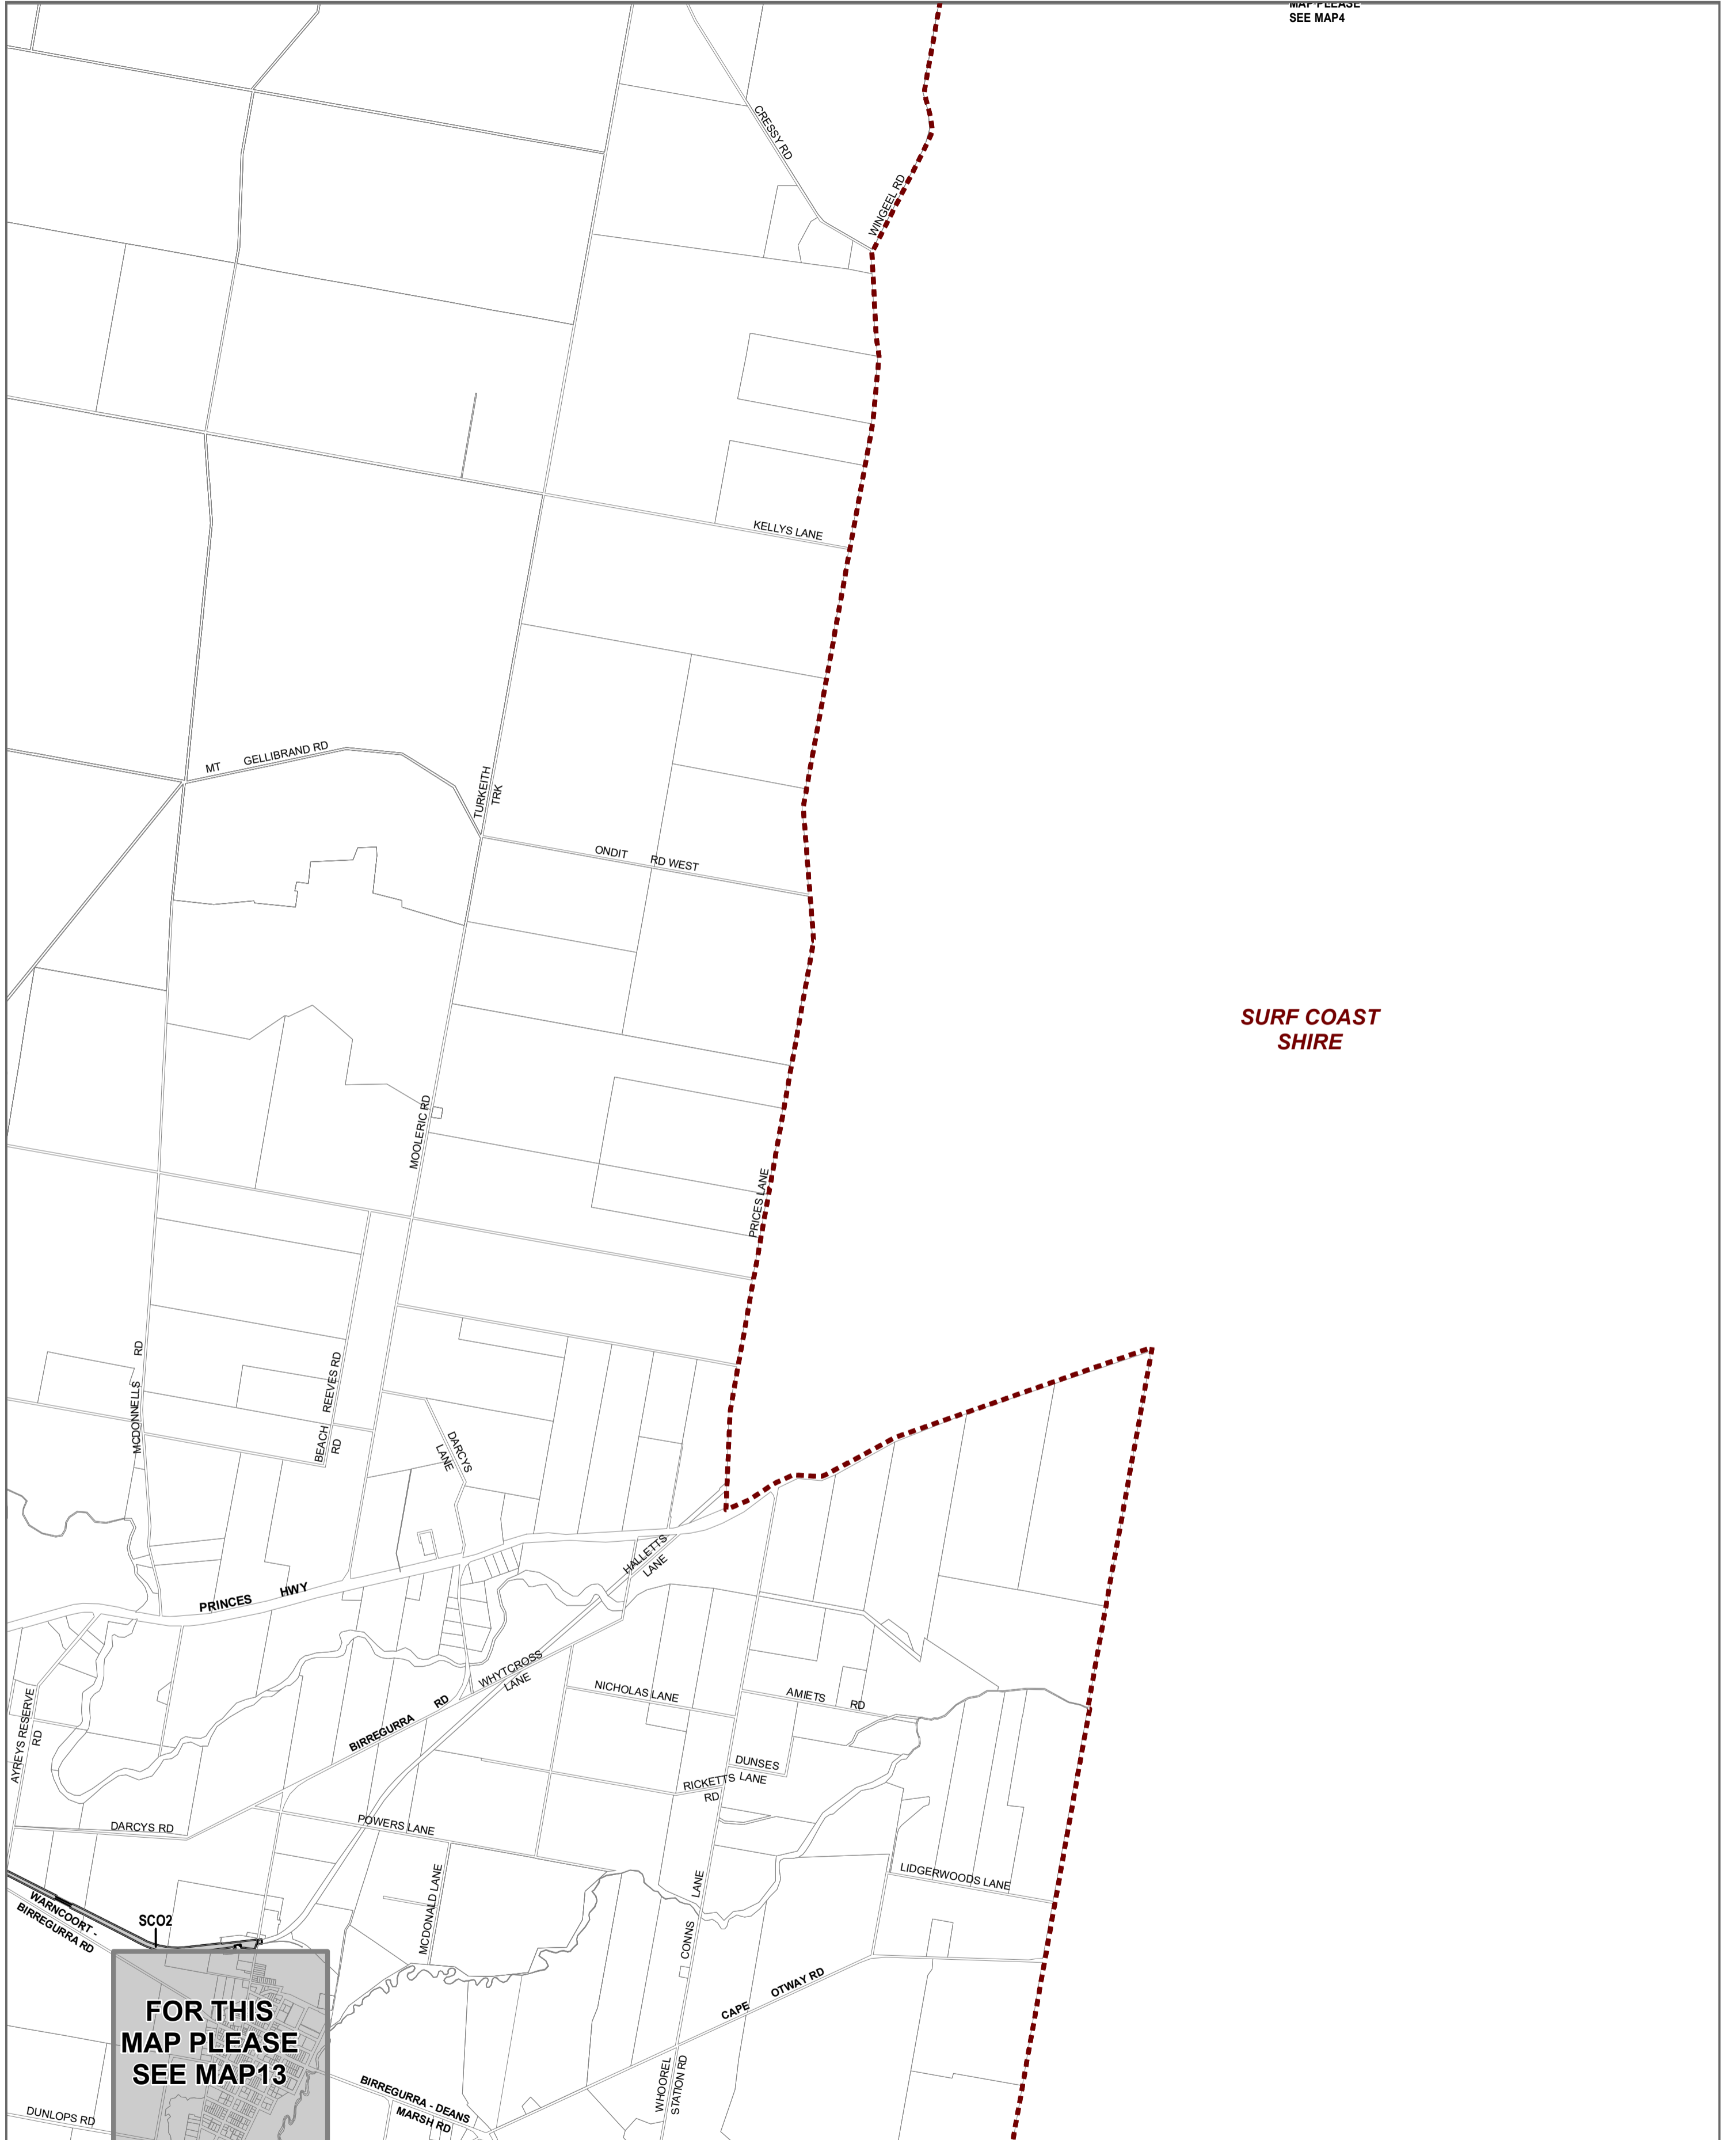 MAP PLEASE
SEE MAP4
CRESSY RD
WINGEEL RD
KELLYS LANE
MT GELLIBRAND RD
TURKEITH
TRK
ONDIT RD WEST
SURF COAST
SHIRE
MOOLERIC RD
PRICES LANE
MCDONNELLS RD
REEVES RD
BEACH
RD
DARCYS
LANE
HALLETTS
LANE
PRINCES HWY
WHYTCROSS
LANE
NICHOLAS LANE
AMIETS RD
AYREYS RESERVE
RD
BIRREGURRA RD
DUNSES
LANE
RICKETTS
RD
DARCYS RD
POWERS LANE
MCDONALD LANE
LIDGERWOODS LANE
CONNS LANE
WARNCOORT -
BIRREGURRA RD
SCO2
CAPE OTWAY RD
FOR THIS
MAP PLEASE
SEE MAP13
WHOOREL
STATION RD
BIRREGURRA - DEANS
MARSH RD
DUNLOPS RD